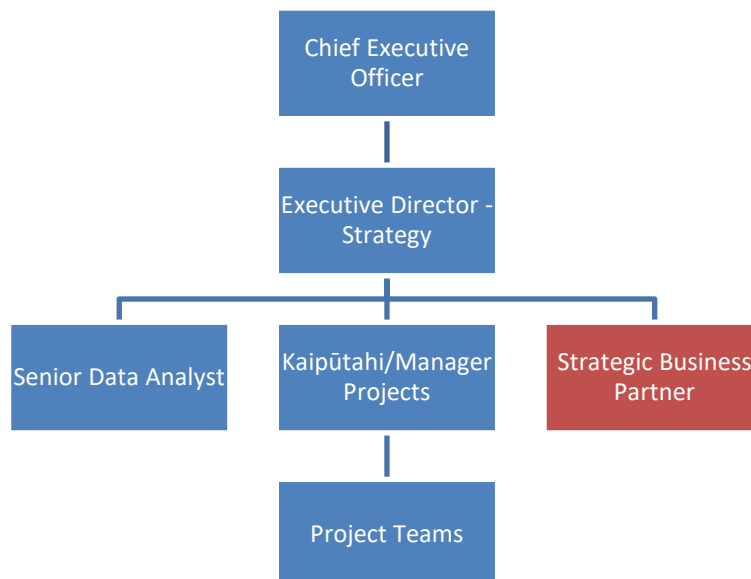 Chief Executive
Officer
Executive Director -
Strategy
Senior Data Analyst
Kaipūtahi/Manager
Projects
Strategic Business
Partner
Project Teams